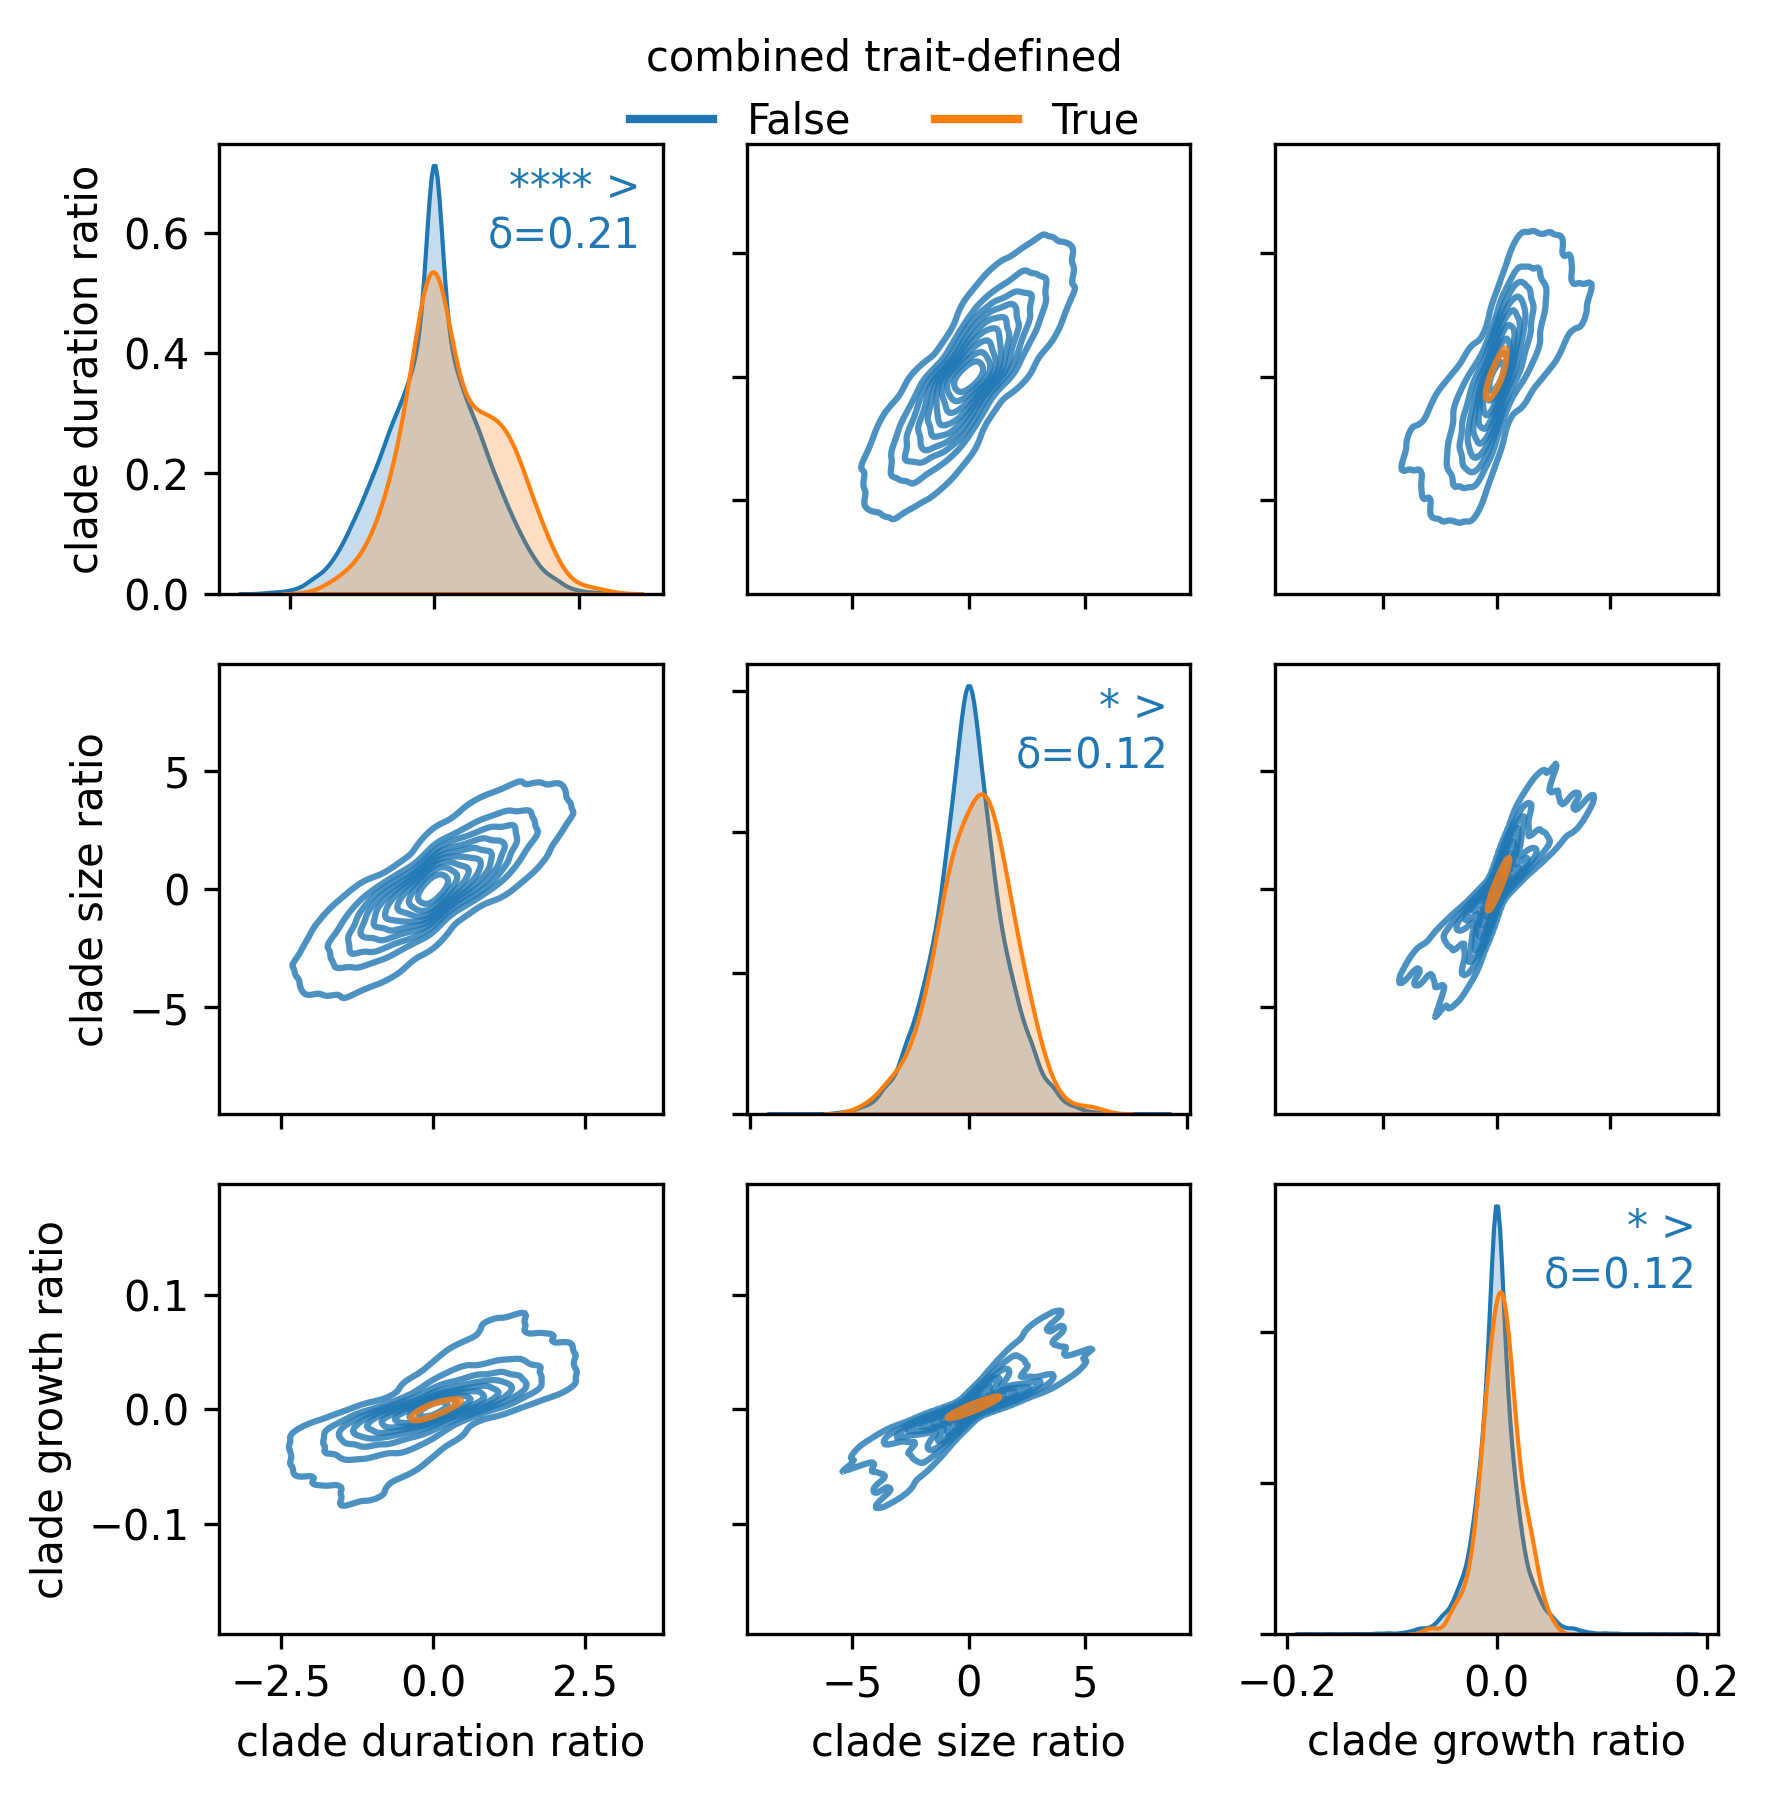 combined trait-defined
False True
clade duration ratio
0.6
0.4
0.2
0.0
**** >
δ=0.21
clade size ratio
5
0
−5
* >
δ=0.12
clade growth ratio
0.1
0.0
−0.1
* >
δ=0.12
−2.5 0.0 2.5
−5 0 5
−0.2 0.0 0.2
clade duration ratio
clade size ratio
clade growth ratio